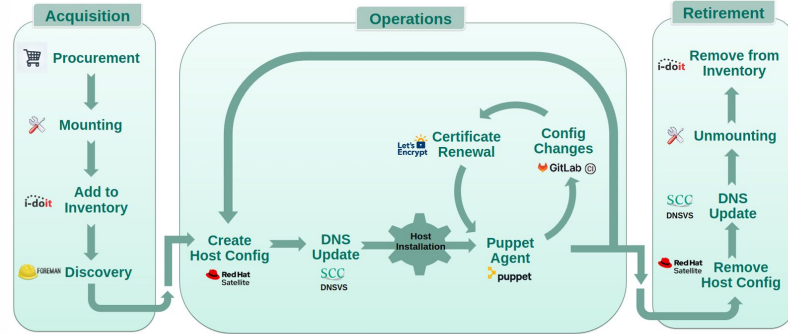 Acquisition
Procurement
Mounting
i-doit
Add to
Inventory
FOREMAN
Discovery
Operations
Create
Host Config
Red Hat
Satellite
DNS
Update
SCC
DNSVS
Host
Installation
Let's
Encrypt
Certificate
Renewal
Config
Changes
GitLab
Puppet
Agent
puppet
Retirement
i-doit
Remove from
Inventory
Unmounting
SCC
DNSVS
DNS
Update
Red Hat
Satellite
Remove
Host Config